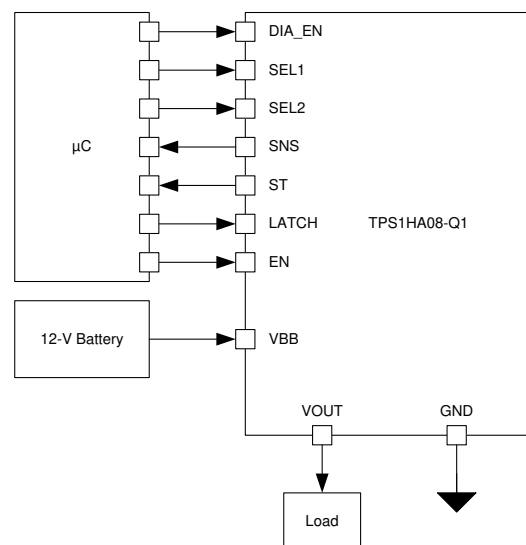 DIA_EN
SEL1
SEL2
µC
SNS
ST
LATCH
TPS1HA08-Q1
EN
12-V Battery
VBB
VOUT
GND
Load